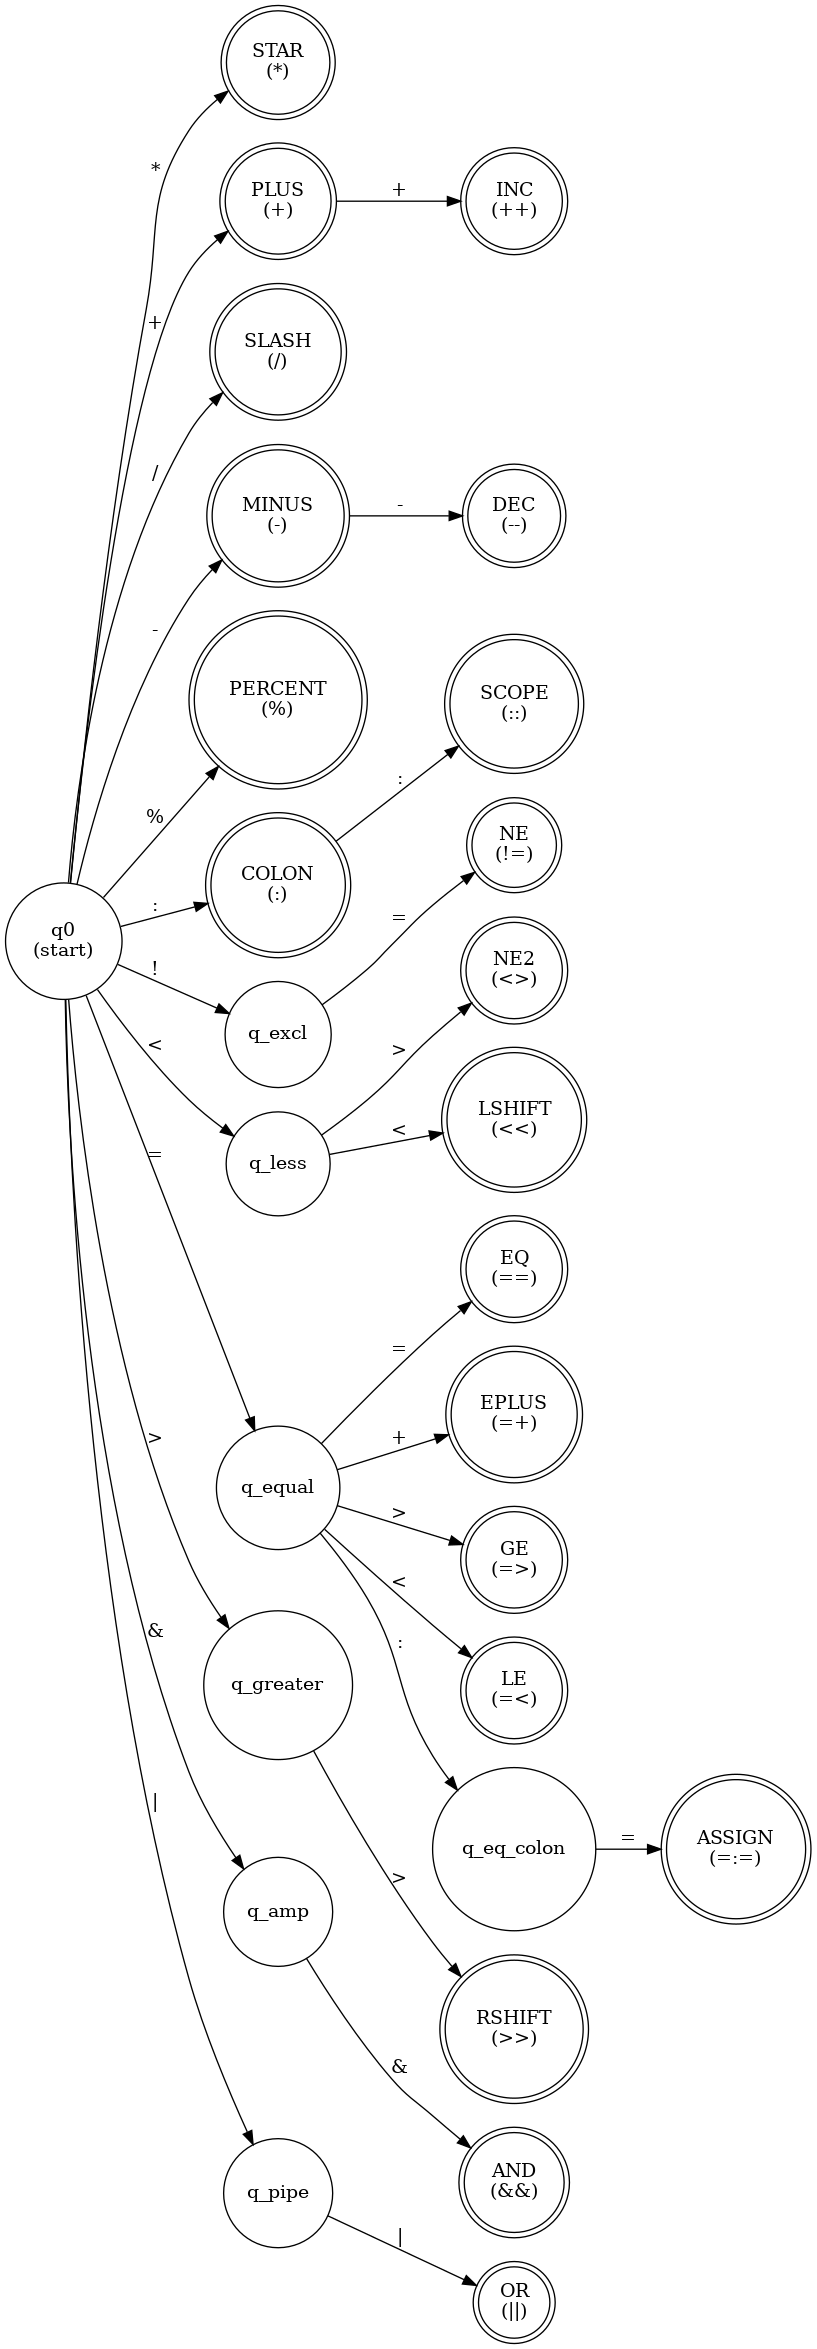 STAR
(*)
*
PLUS
(+)
+
INC
(++)
+
SLASH
(/)
/
MINUS
(-)
-
DEC
(--)
-
PERCENT
(%)
%
SCOPE
(::)
:
COLON
(:)
:
NE
(!=)
=
q0
(start)
!
q_excl
NE2
(<>)
>
<
q_less
LSHIFT
(<<)
<
=
EQ
(==)
=
EPLUS
(=+)
+
q_equal
>
GE
(=>)
>
<
LE
(=<)
:
&
q_greater
|
q_eq_colon
=
ASSIGN
(=:=)
>
q_amp
RSHIFT
(>>)
&
AND
(&&)
q_pipe
|
OR
(||)